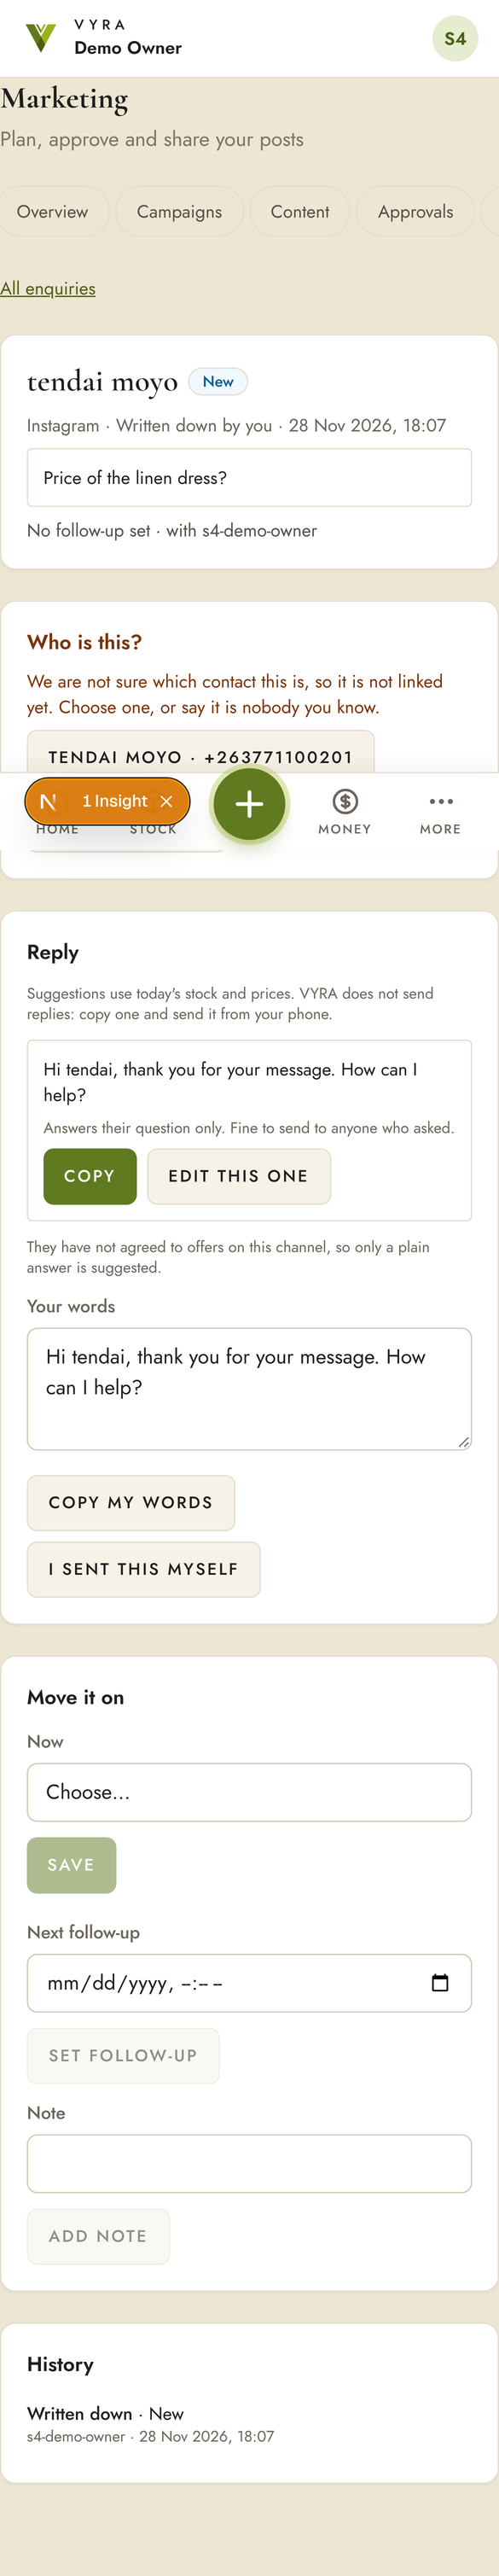 VYRA
Demo Owner
S4
Marketing
Plan, approve and share your posts
Overview
Campaigns
Content
Approvals
All enquiries
tendai moyo
New
Instagram · Written down by you · 28 Nov 2026, 18:07
Price of the linen dress?
No follow-up set · with s4-demo-owner
Who is this?
We are not sure which contact this is, so it is not linked
yet. Choose one, or say it is nobody you know.
TENDAI MOYO · +263771100201
1 Insight
HOME
STOCK
MONEY
MORE
Reply
Suggestions use today's stock and prices. VYRA does not send
replies: copy one and send it from your phone.
Hi tendai, thank you for your message. How can I
help?
Answers their question only. Fine to send to anyone who asked.
COPY
EDIT THIS ONE
They have not agreed to offers on this channel, so only a plain
answer is suggested.
Your words
Hi tendai, thank you for your message. How
can I help?
COPY MY WORDS
I SENT THIS MYSELF
Move it on
Now
Choose...
SAVE
Next follow-up
mm/dd/yyyy, --:-- --
SET FOLLOW-UP
Note
ADD NOTE
History
Written down · New
s4-demo-owner · 28 Nov 2026, 18:07